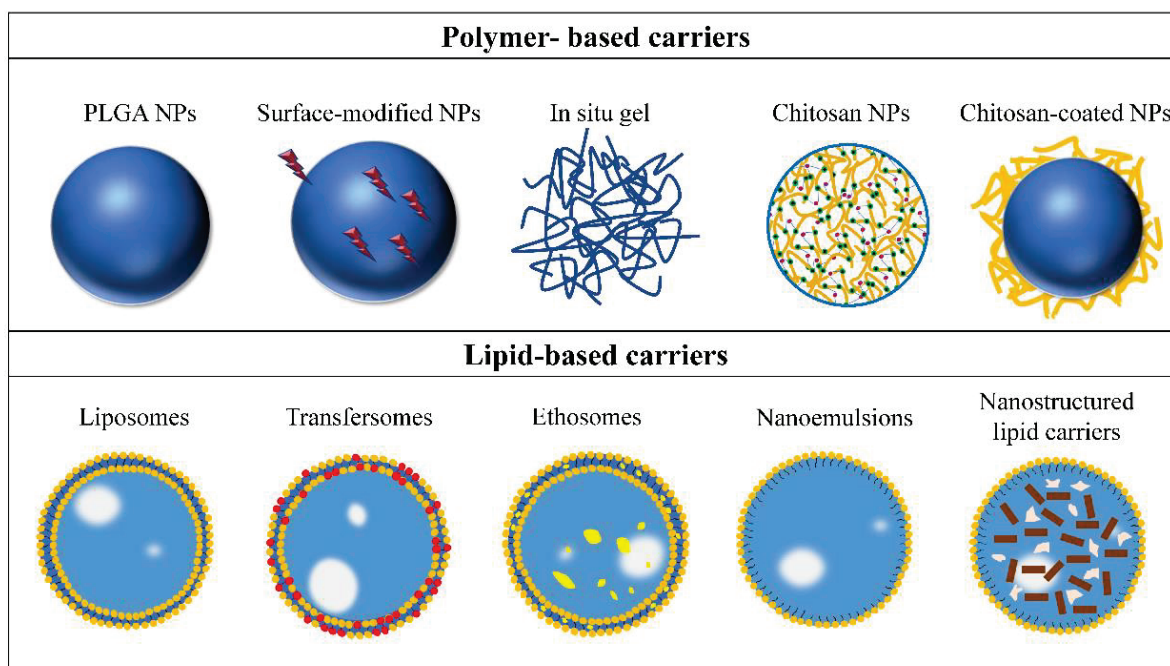 Polymer- based carriers
PLGA NPs
Surface-modified NPs
In situ gel
Chitosan NPs
Chitosan-coated NPs
Lipid-based carriers
Liposomes
Transfersomes
Ethosomes
Nanoemulsions
Nanostructured
lipid carriers